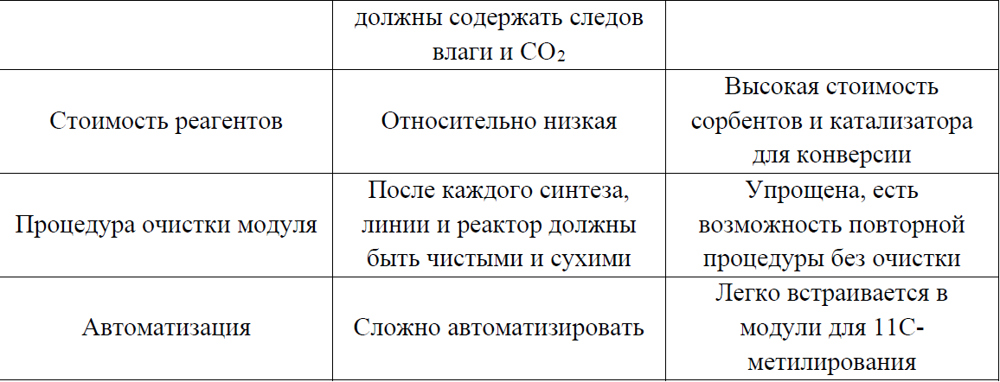 должны содержать следов
влаги и CO₂
Стоимость реагентов
Относительно низкая
Высокая стоимость
сорбентов и катализатора
для конверсии
Процедура очистки модуля
После каждого синтеза,
линии и реактор должны
быть чистыми и сухими
Упрощена, есть
возможность повторной
процедуры без очистки
Автоматизация
Сложно автоматизировать
Легко встраивается в
модули для 11С-
метилирования